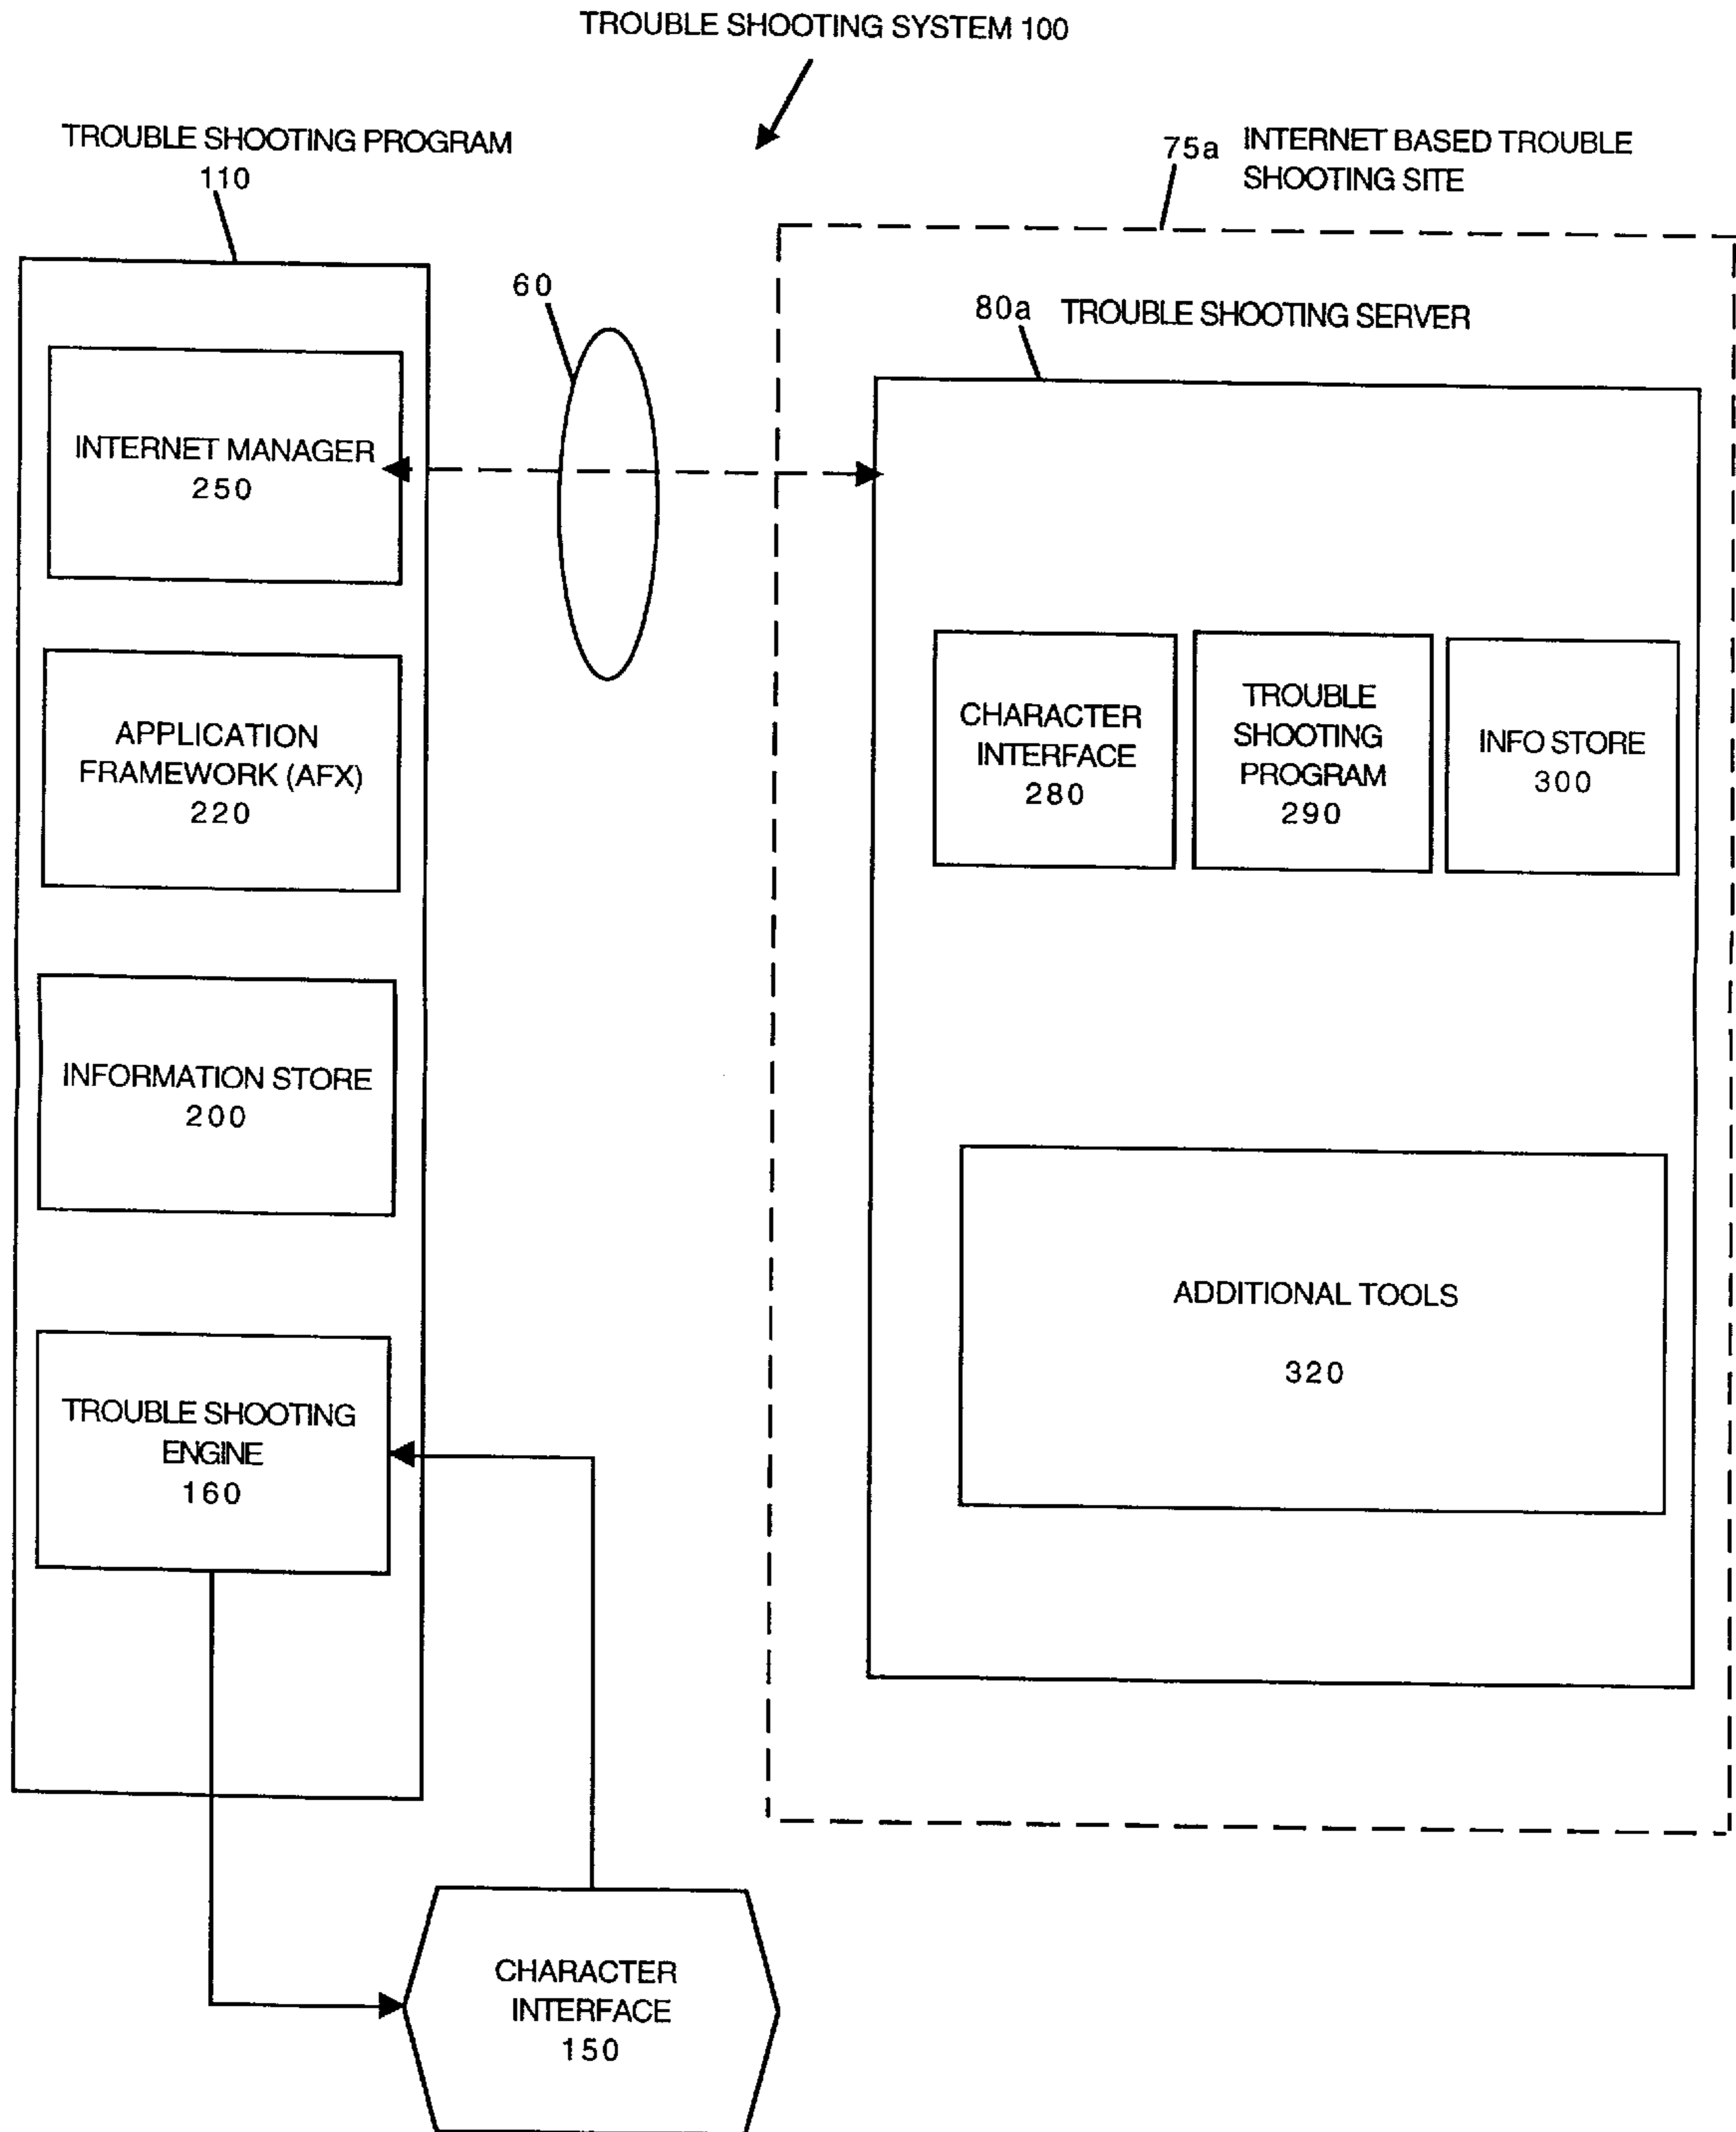 TROUBLE SHOOTING SYSTEM 100
TROUBLE SHOOTING PROGRAM
110
75a
INTERNET BASED TROUBLE
SHOOTING SITE
60
80a TROUBLE SHOOTING SERVER
INTERNET MANAGER
250
APPLICATION
FRAMEWORK (AFX)
220
CHARACTER
INTERFACE
280
TROUBLE
SHOOTING
PROGRAM
290
INFO STORE
300
INFORMATION STORE
200
ADDITIONAL TOOLS
320
TROUBLE SHOOTING
ENGINE
160
CHARACTER
INTERFACE
150